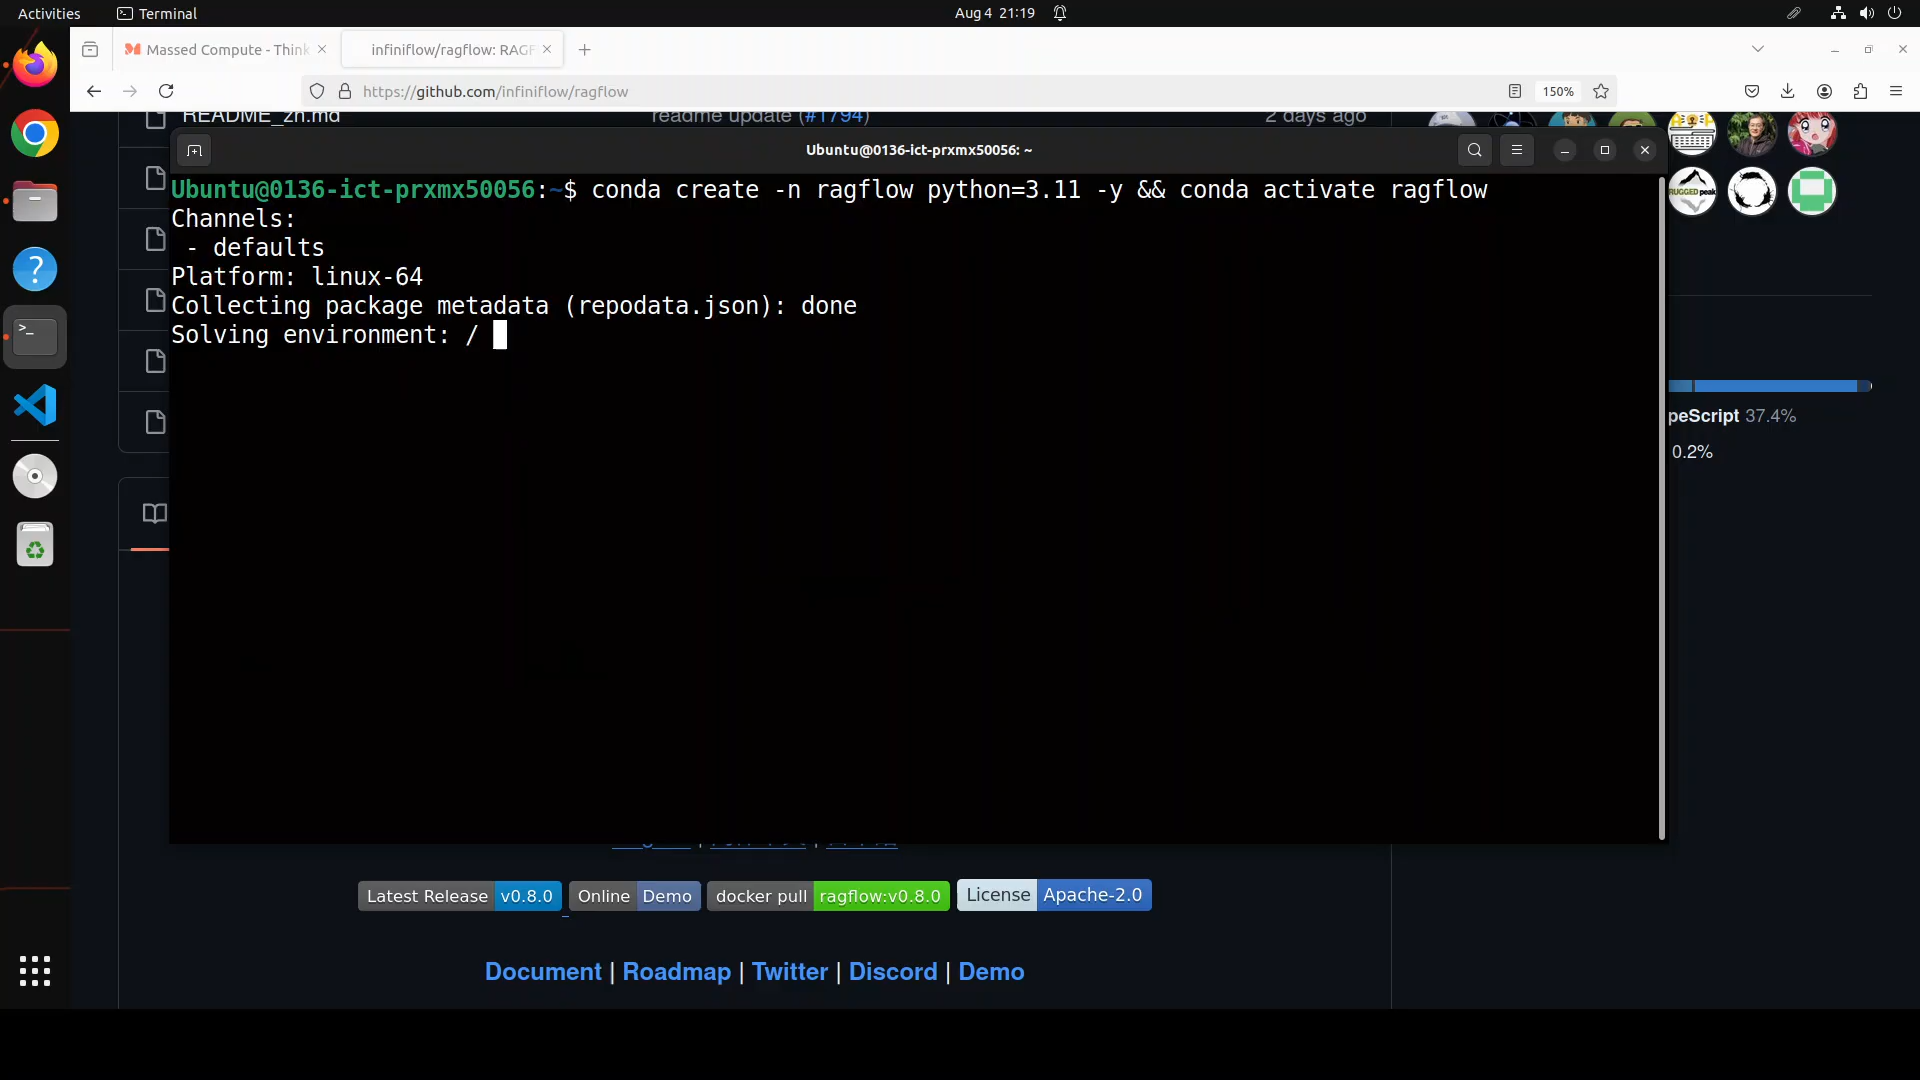 Activities
Terminal
Aug 4 21:19
Massed Compute - Think
infiniflow/ragflow: RAGF
https://github.com/infiniflow/ragflow
150%
README_zh.md
readme update (#1794)
2 days ago
Ubuntu@0136-ict-prxmx50056: ~
Ubuntu@0136-ict-prxmx50056:~$ conda create -n ragflow python=3.11 -y && conda activate ragflow
Channels:
- defaults
Platform: linux-64
Collecting package metadata (repodata.json): done
Solving environment: /
RUGGED peak
peScript 37.4%
0.2%
Latest Release v0.8.0
Online Demo
docker pull ragflow:v0.8.0
License Apache-2.0
Document | Roadmap | Twitter | Discord | Demo